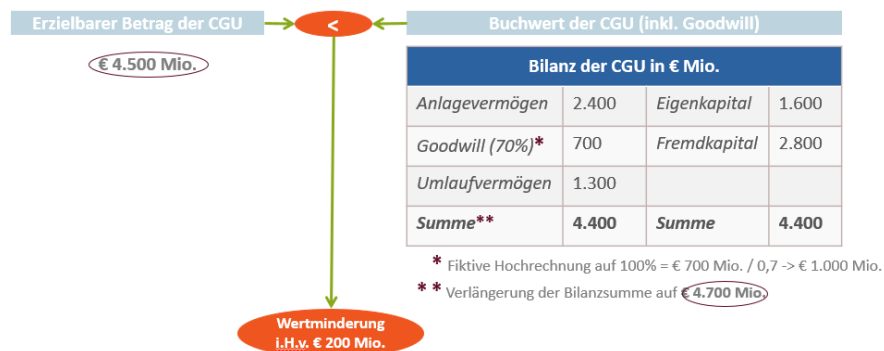 Erzielbarer Betrag der CGU
<
Buchwert der CGU (inkl. Goodwill)
€ 4.500 Mio.
Bilanz der CGU in € Mio.
Anlagevermögen 2.400 Eigenkapital 1.600
Goodwill (70%)* 700 Fremdkapital 2.800
Umlaufvermögen 1.300
Summe** 4.400 Summe 4.400
* Fiktive Hochrechnung auf 100% = € 700 Mio. / 0,7 -> € 1.000 Mio.
** Verlängerung der Bilanzsumme auf € 4.700 Mio.
Wertminderung
i.H.v. € 200 Mio.